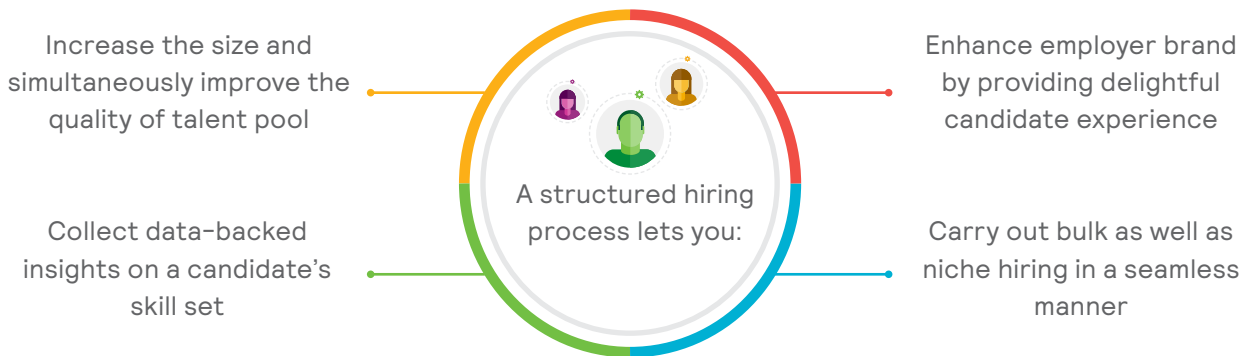 Increase the size and
simultaneously improve the
quality of talent pool
Enhance employer brand
by providing delightful
candidate experience
A structured hiring
process lets you:
Collect data-backed
insights on a candidate's
skill set
Carry out bulk as well as
niche hiring in a seamless
manner